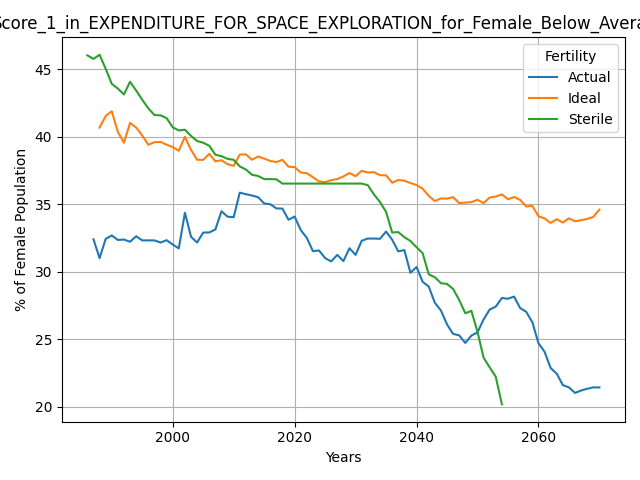 Score_1_in_EXPENDITURE_FOR_SPACE_EXPLORATION_for_Female_Below_Avera
Fertility
Actual
Ideal
Sterile
% of Female Population
45
40
35
30
25
20
2000
2020
2040
2060
Years